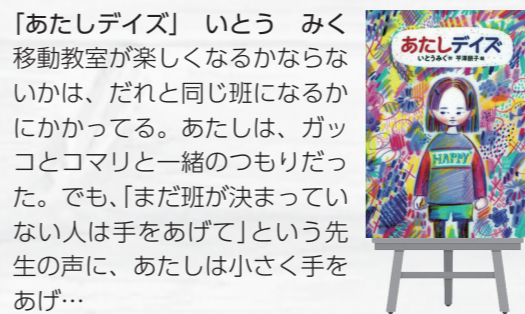 「あたしデイズ」 いとう みく
移動教室が楽しくなるかならな
いかは、だれと同じ班になるか
にかかってる。あたしは、ガッ
コとコマリと一緒のつもりだっ
た。でも、「まだ班が決まってい
ない人は手をあげて」という先
生の声に、あたしは小さく手を
あげ…
あたしデイズ
いとうみく 作 平澤朋子 絵
HAPPY